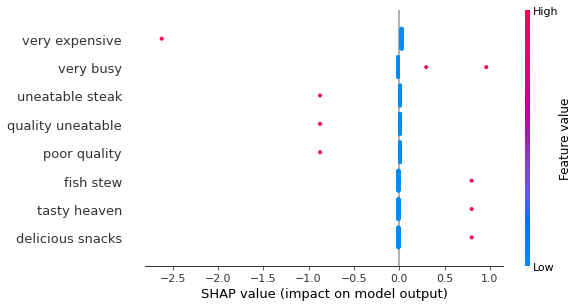 High
very expensive
very busy
uneatable steak
quality uneatable
poor quality
fish stew
tasty heaven
delicious snacks
Feature value
Low
−2.5 −2.0 −1.5 −1.0 −0.5 0.0 0.5 1.0
SHAP value (impact on model output)